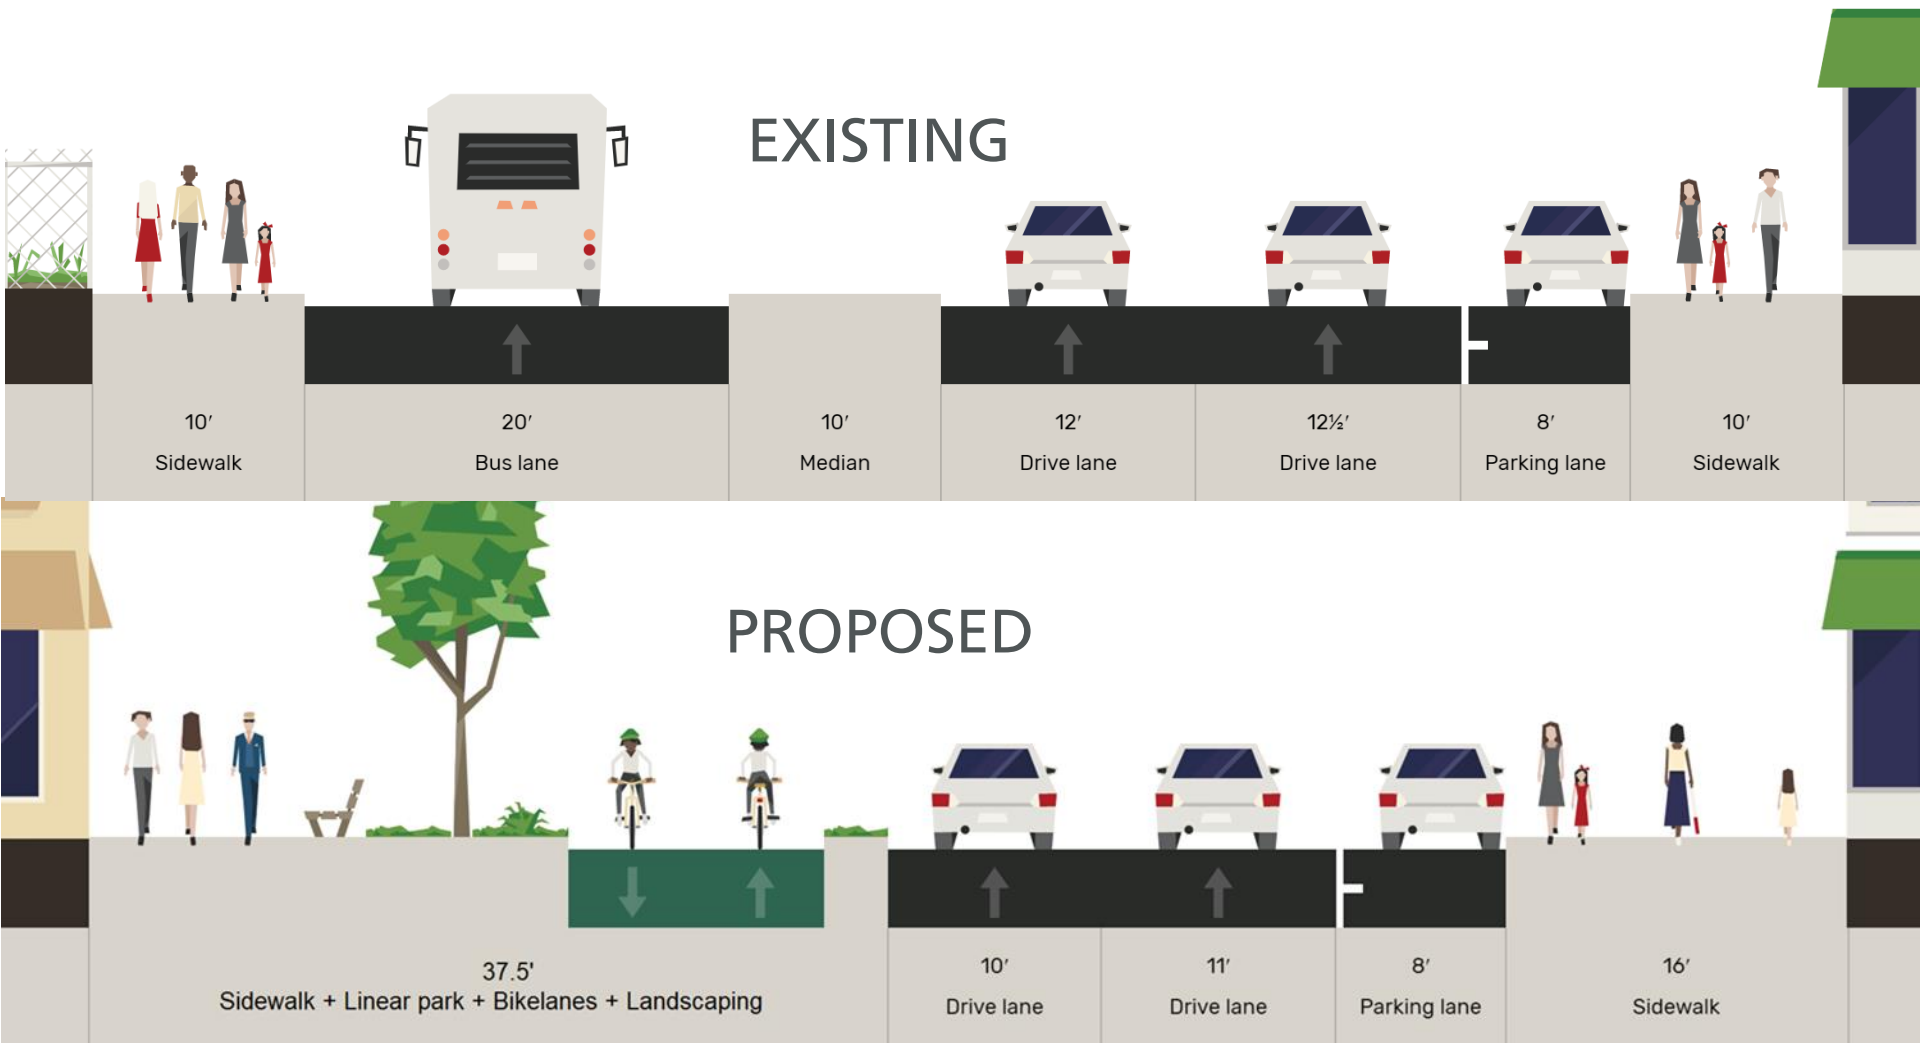 EXISTING
10′
Sidewalk
20′
Bus lane
10′
Median
12′
Drive lane
12½′
Drive lane
8′
Parking lane
10′
Sidewalk
PROPOSED
37.5'
Sidewalk + Linear park + Bikelanes + Landscaping
10′
Drive lane
11′
Drive lane
8′
Parking lane
16′
Sidewalk